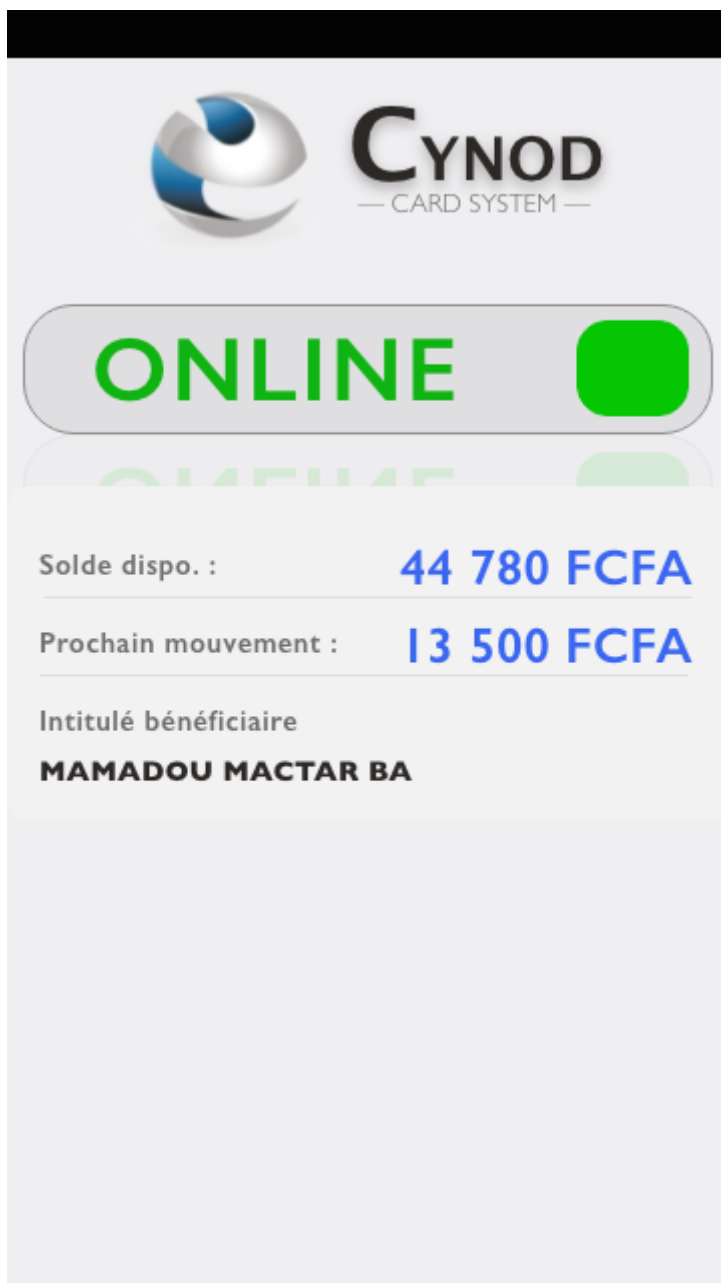 CYNOD
— CARD SYSTEM —
ONLINE
Solde dispo. : 44 780 FCFA
Prochain mouvement : 13 500 FCFA
Intitulé bénéficiaire
MAMADOU MACTAR BA